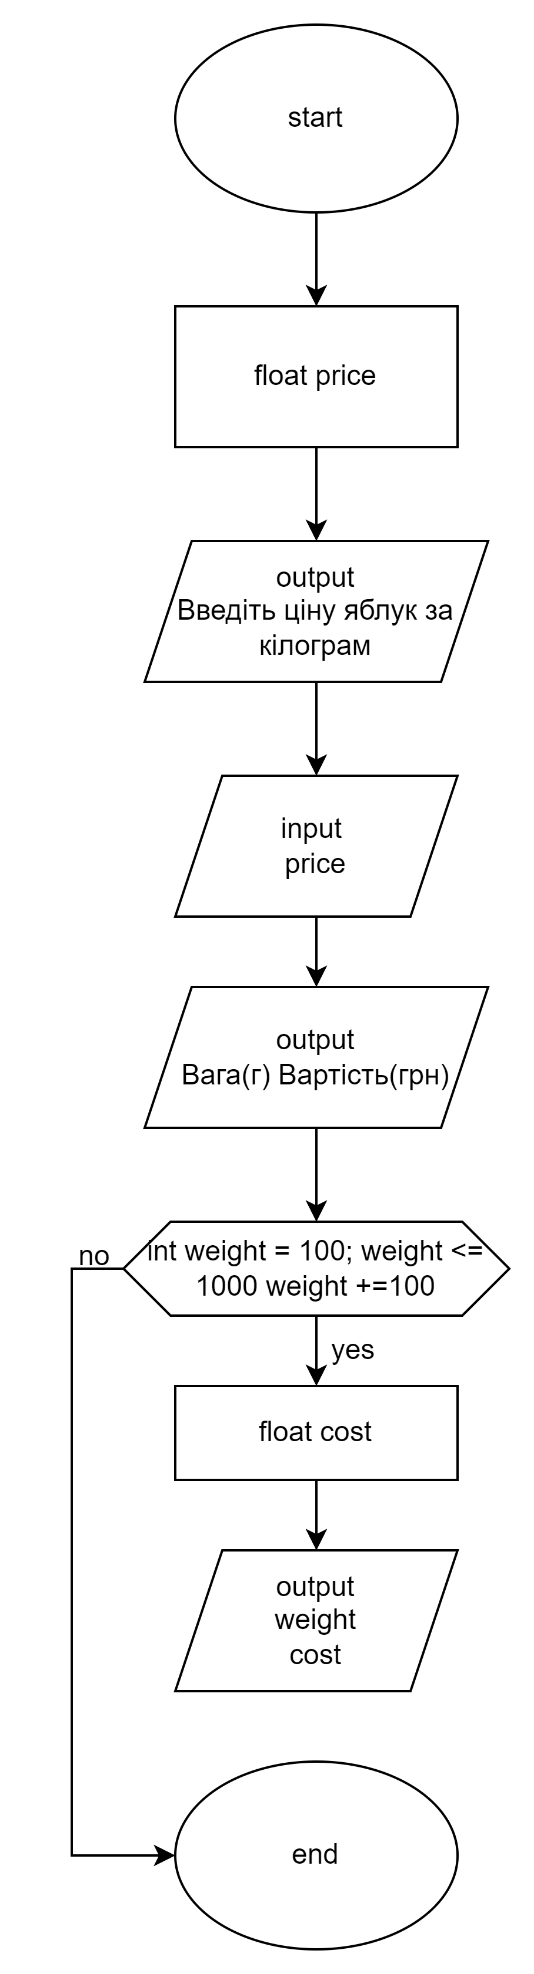 start
float price
output
Введіть ціну яблук за
кілограм
input
price
output
Вага(г) Вартість(грн)
no
int weight = 100; weight <=
1000 weight +=100
yes
float cost
output
weight
cost
end